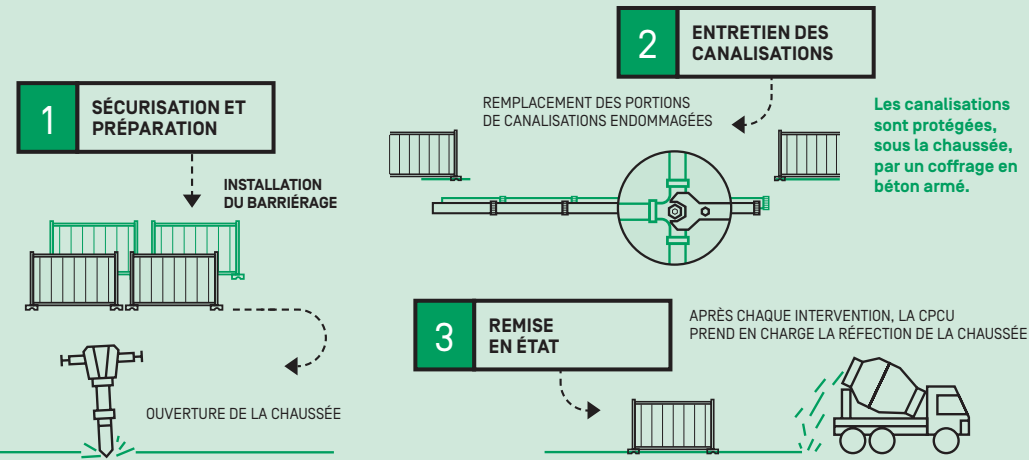 1
SÉCURISATION ET
PRÉPARATION
INSTALLATION
DU BARRIÉRAGE
OUVERTURE DE LA CHAUSSÉE
2
ENTRETIEN DES
CANALISATIONS
REMPLACEMENT DES PORTIONS
DE CANALISATIONS ENDOMMAGÉES
Les canalisations
sont protégées,
sous la chaussée,
par un coffrage en
béton armé.
3
REMISE
EN ÉTAT
APRÈS CHAQUE INTERVENTION, LA CPCU
PREND EN CHARGE LA RÉFECTION DE LA CHAUSSÉE